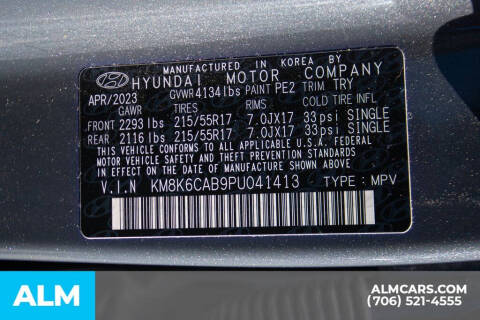 MANUFACTURED IN KOREA BY
HYUNDAI MOTOR COMPANY
APR/2023 GVWR 4134 lbs PAINT PE2 TRIM TRY
GAWR TIRES RIMS COLD TIRE INFL
FRONT 2293 lbs 215/55R17 7.0JX17 33 psi SINGLE
REAR 2116 lbs 215/55R17 7.0JX17 33 psi SINGLE
THIS VEHICLE CONFORMS TO ALL APPLICABLE U.S.A. FEDERAL
MOTOR VEHICLE SAFETY AND THEFT PREVENTION STANDARDS
IN EFFECT ON THE DATE OF MANUFACTURE SHOWN ABOVE.
V.I.N KM8K6CAB9PU041413 TYPE : MPV
ALM
ALMCARS.COM
(706) 521-4555